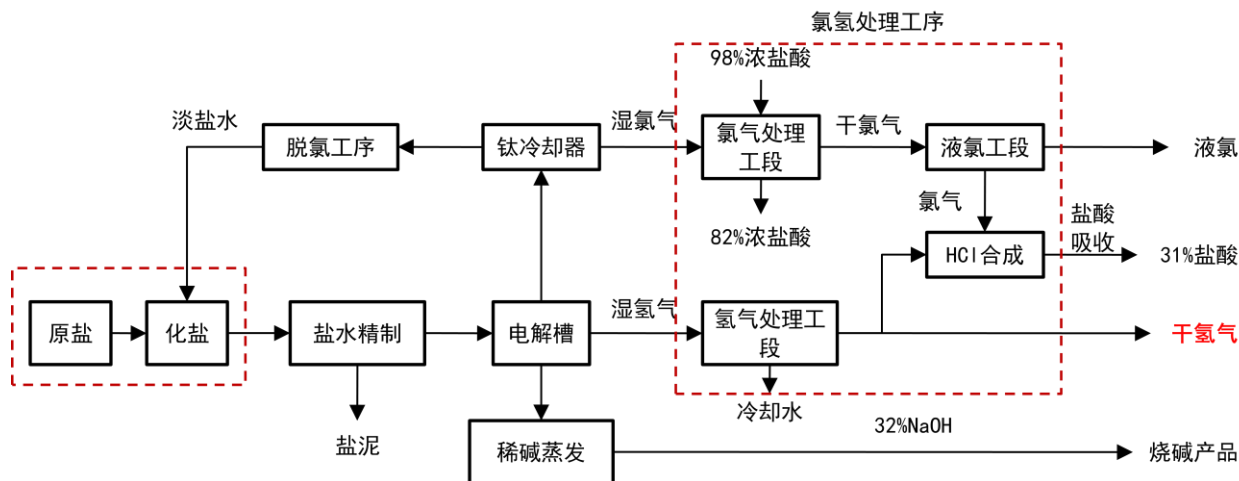 氯氢处理工序
98%浓盐酸
淡盐水
脱氯工序
钛冷却器
湿氯气
氯气处理
工段
干氯气
液氯工段
液氯
82%浓盐酸
氯气
HCl合成
盐酸
吸收
31%盐酸
原盐
化盐
盐水精制
电解槽
湿氢气
氢气处理工
段
干氢气
盐泥
冷却水
稀碱蒸发
32%NaOH
烧碱产品